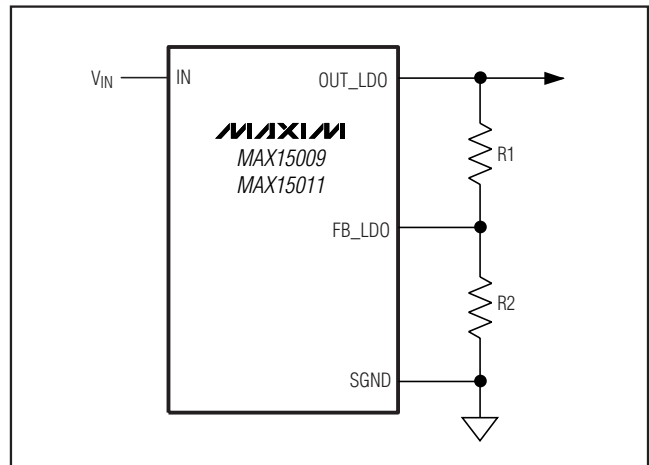 V_IN
IN
OUT_LDO
MAXIM
MAX15009
MAX15011
R1
FB_LDO
R2
SGND